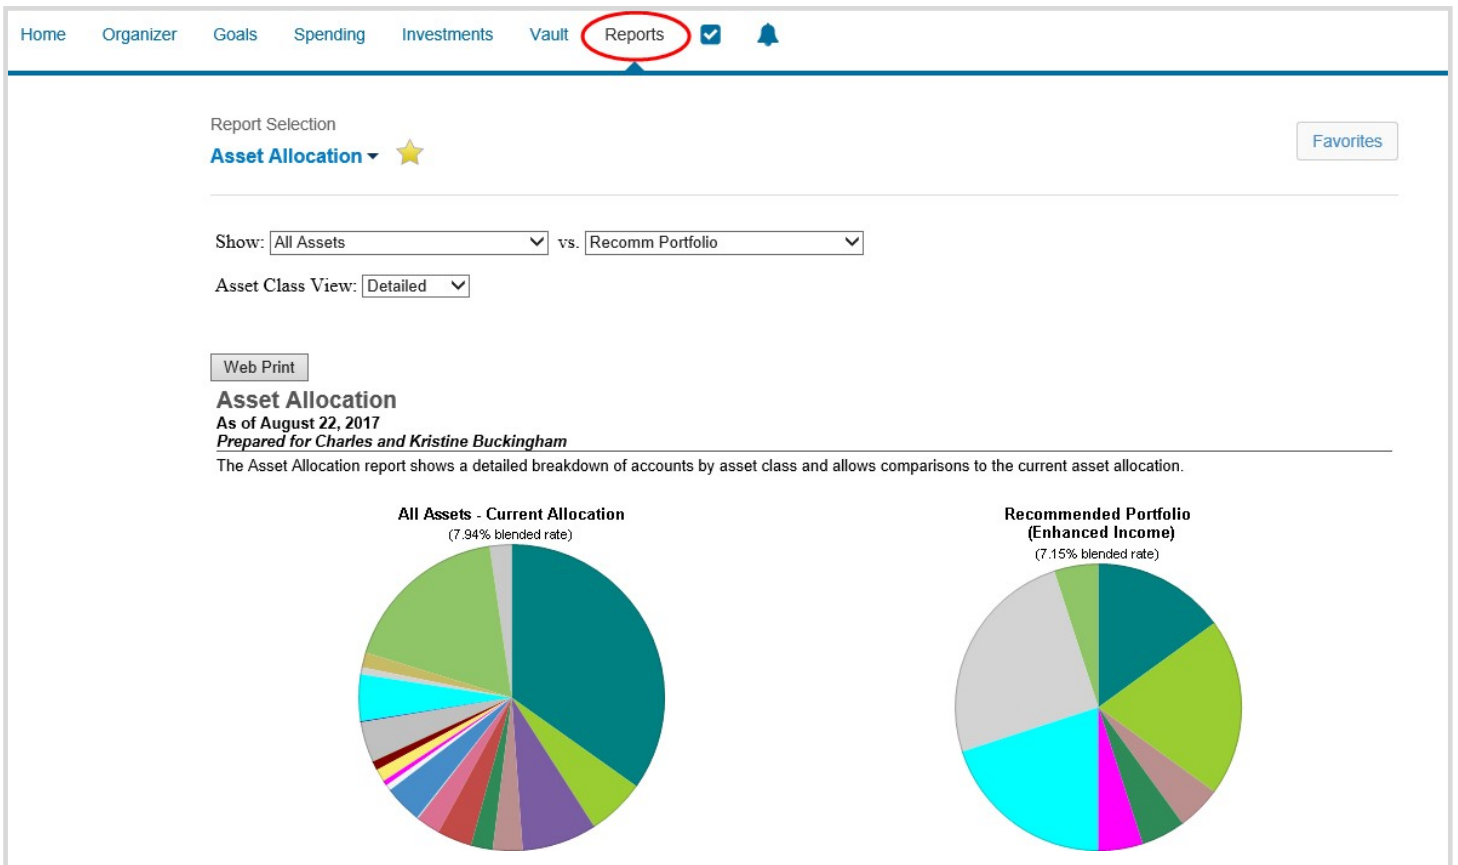 Home Organizer Goals Spending Investments Vault Reports
Report Selection
Asset Allocation
Favorites
Show: All Assets vs. Recomm Portfolio
Asset Class View: Detailed
Web Print
Asset Allocation
As of August 22, 2017
Prepared for Charles and Kristine Buckingham
The Asset Allocation report shows a detailed breakdown of accounts by asset class and allows comparisons to the current asset allocation.
All Assets - Current Allocation
(7.94% blended rate)
Recommended Portfolio
(Enhanced Income)
(7.15% blended rate)